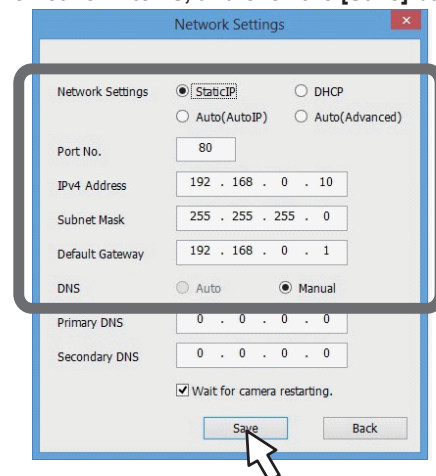 Network Settings
Network Settings StaticIP DHCP
Auto(AutoIP) Auto(Advanced)
Port No. 80
IPv4 Address 192 . 168 . 0 . 10
Subnet Mask 255 . 255 . 255 . 0
Default Gateway 192 . 168 . 0 . 1
DNS Auto Manual
Primary DNS 0 . 0 . 0 . 0
Secondary DNS 0 . 0 . 0 . 0
Wait for camera restarting.
Save Back